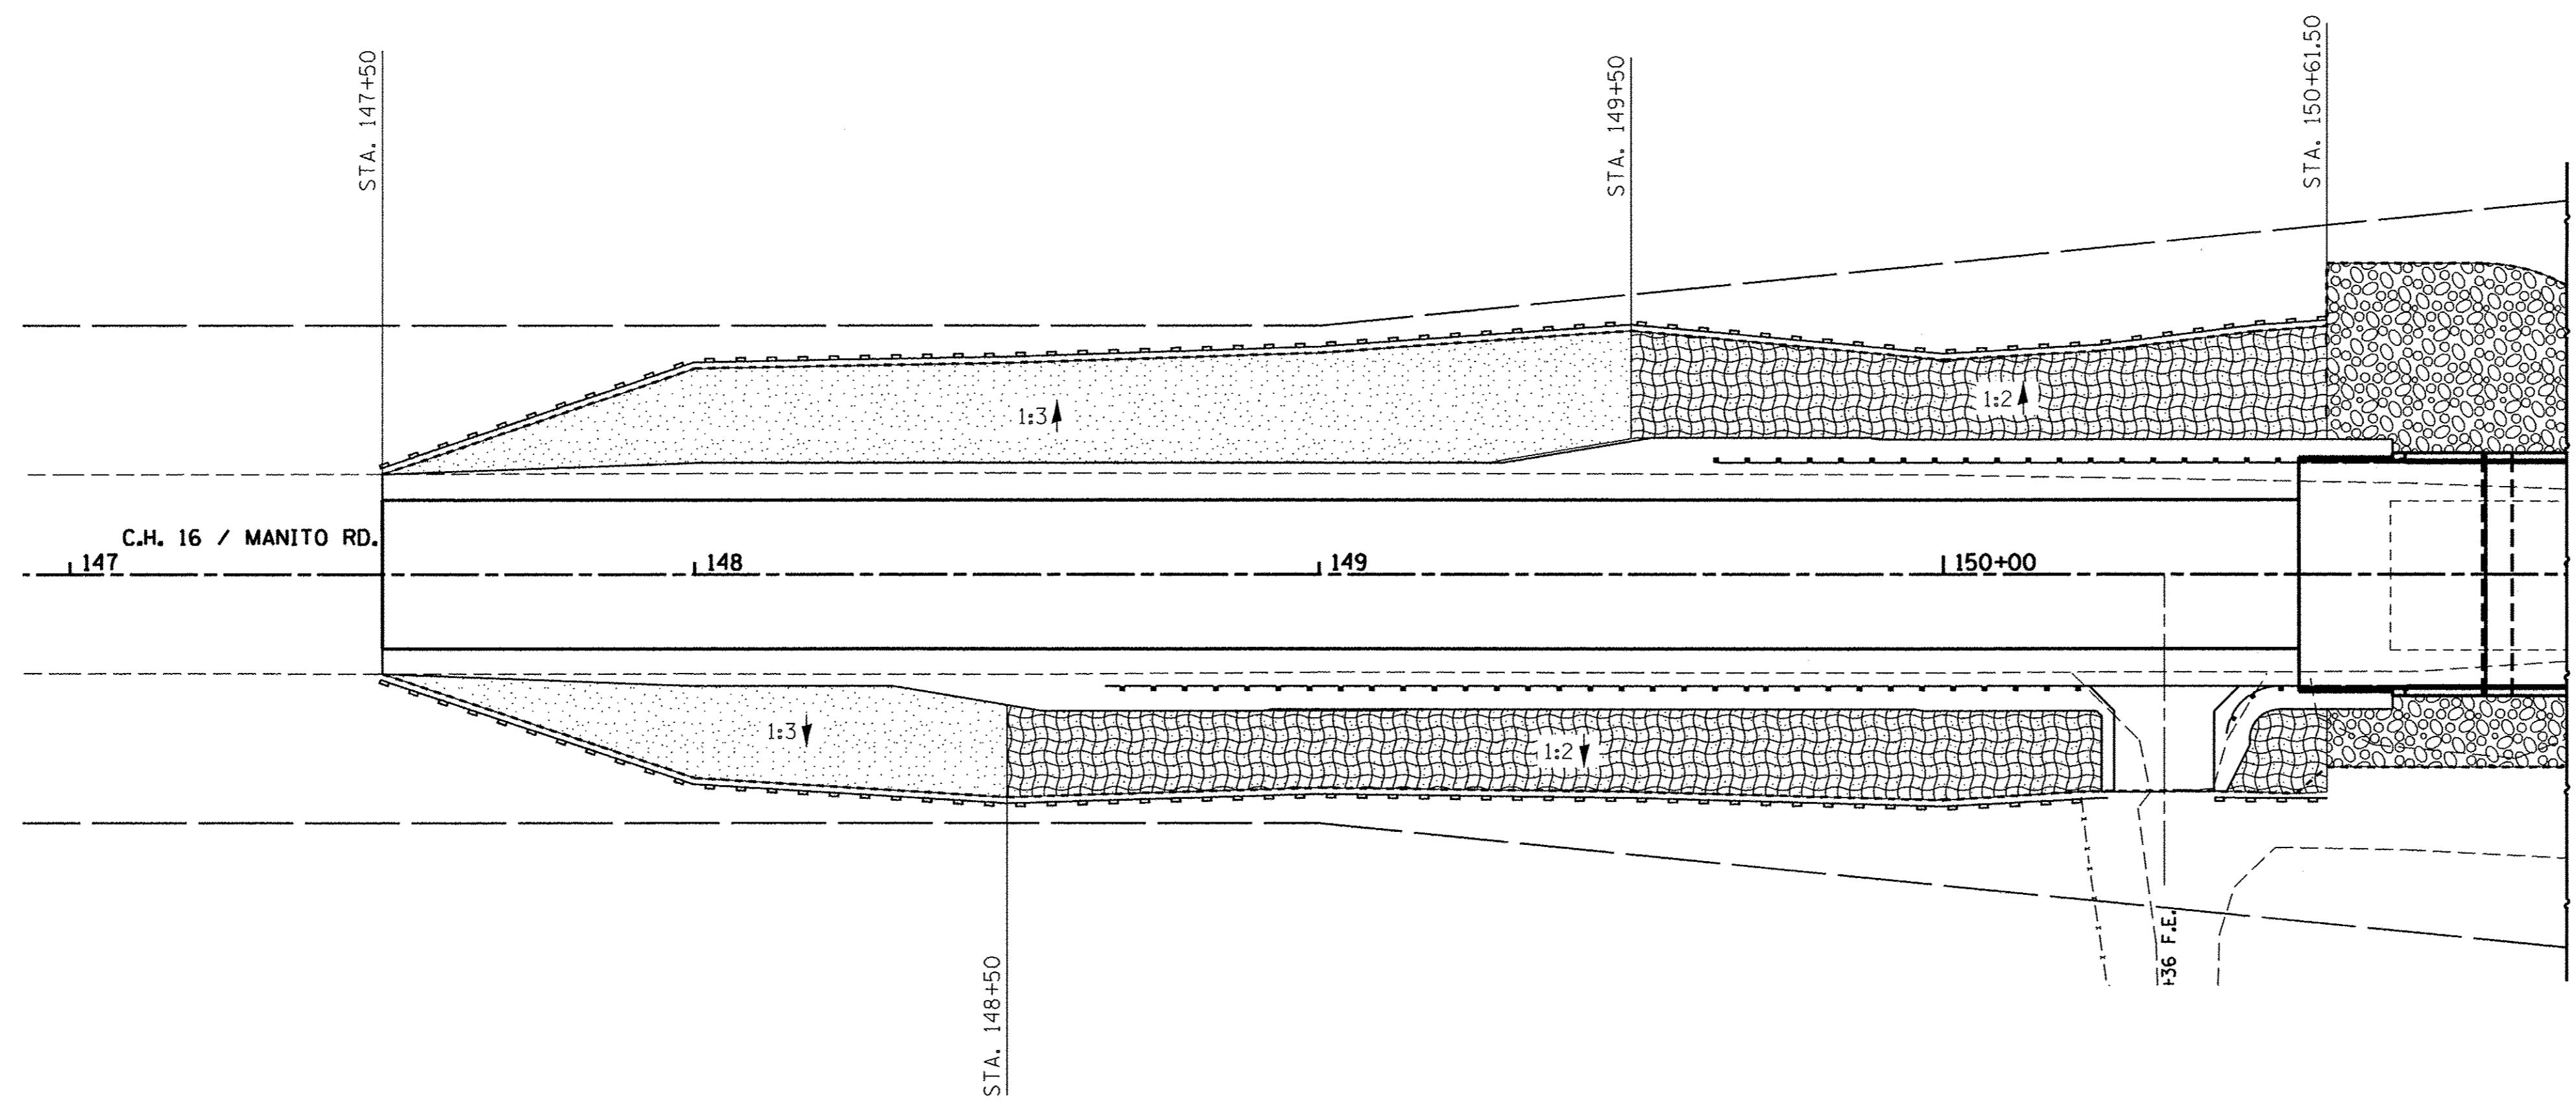 STA. 147+50
STA. 149+50
STA. 150+61.50
1:3
1:2
C.H. 16 / MANITO RD.
147
148
149
150+00
1:3
1:2
+36 F.E.
STA. 148+50